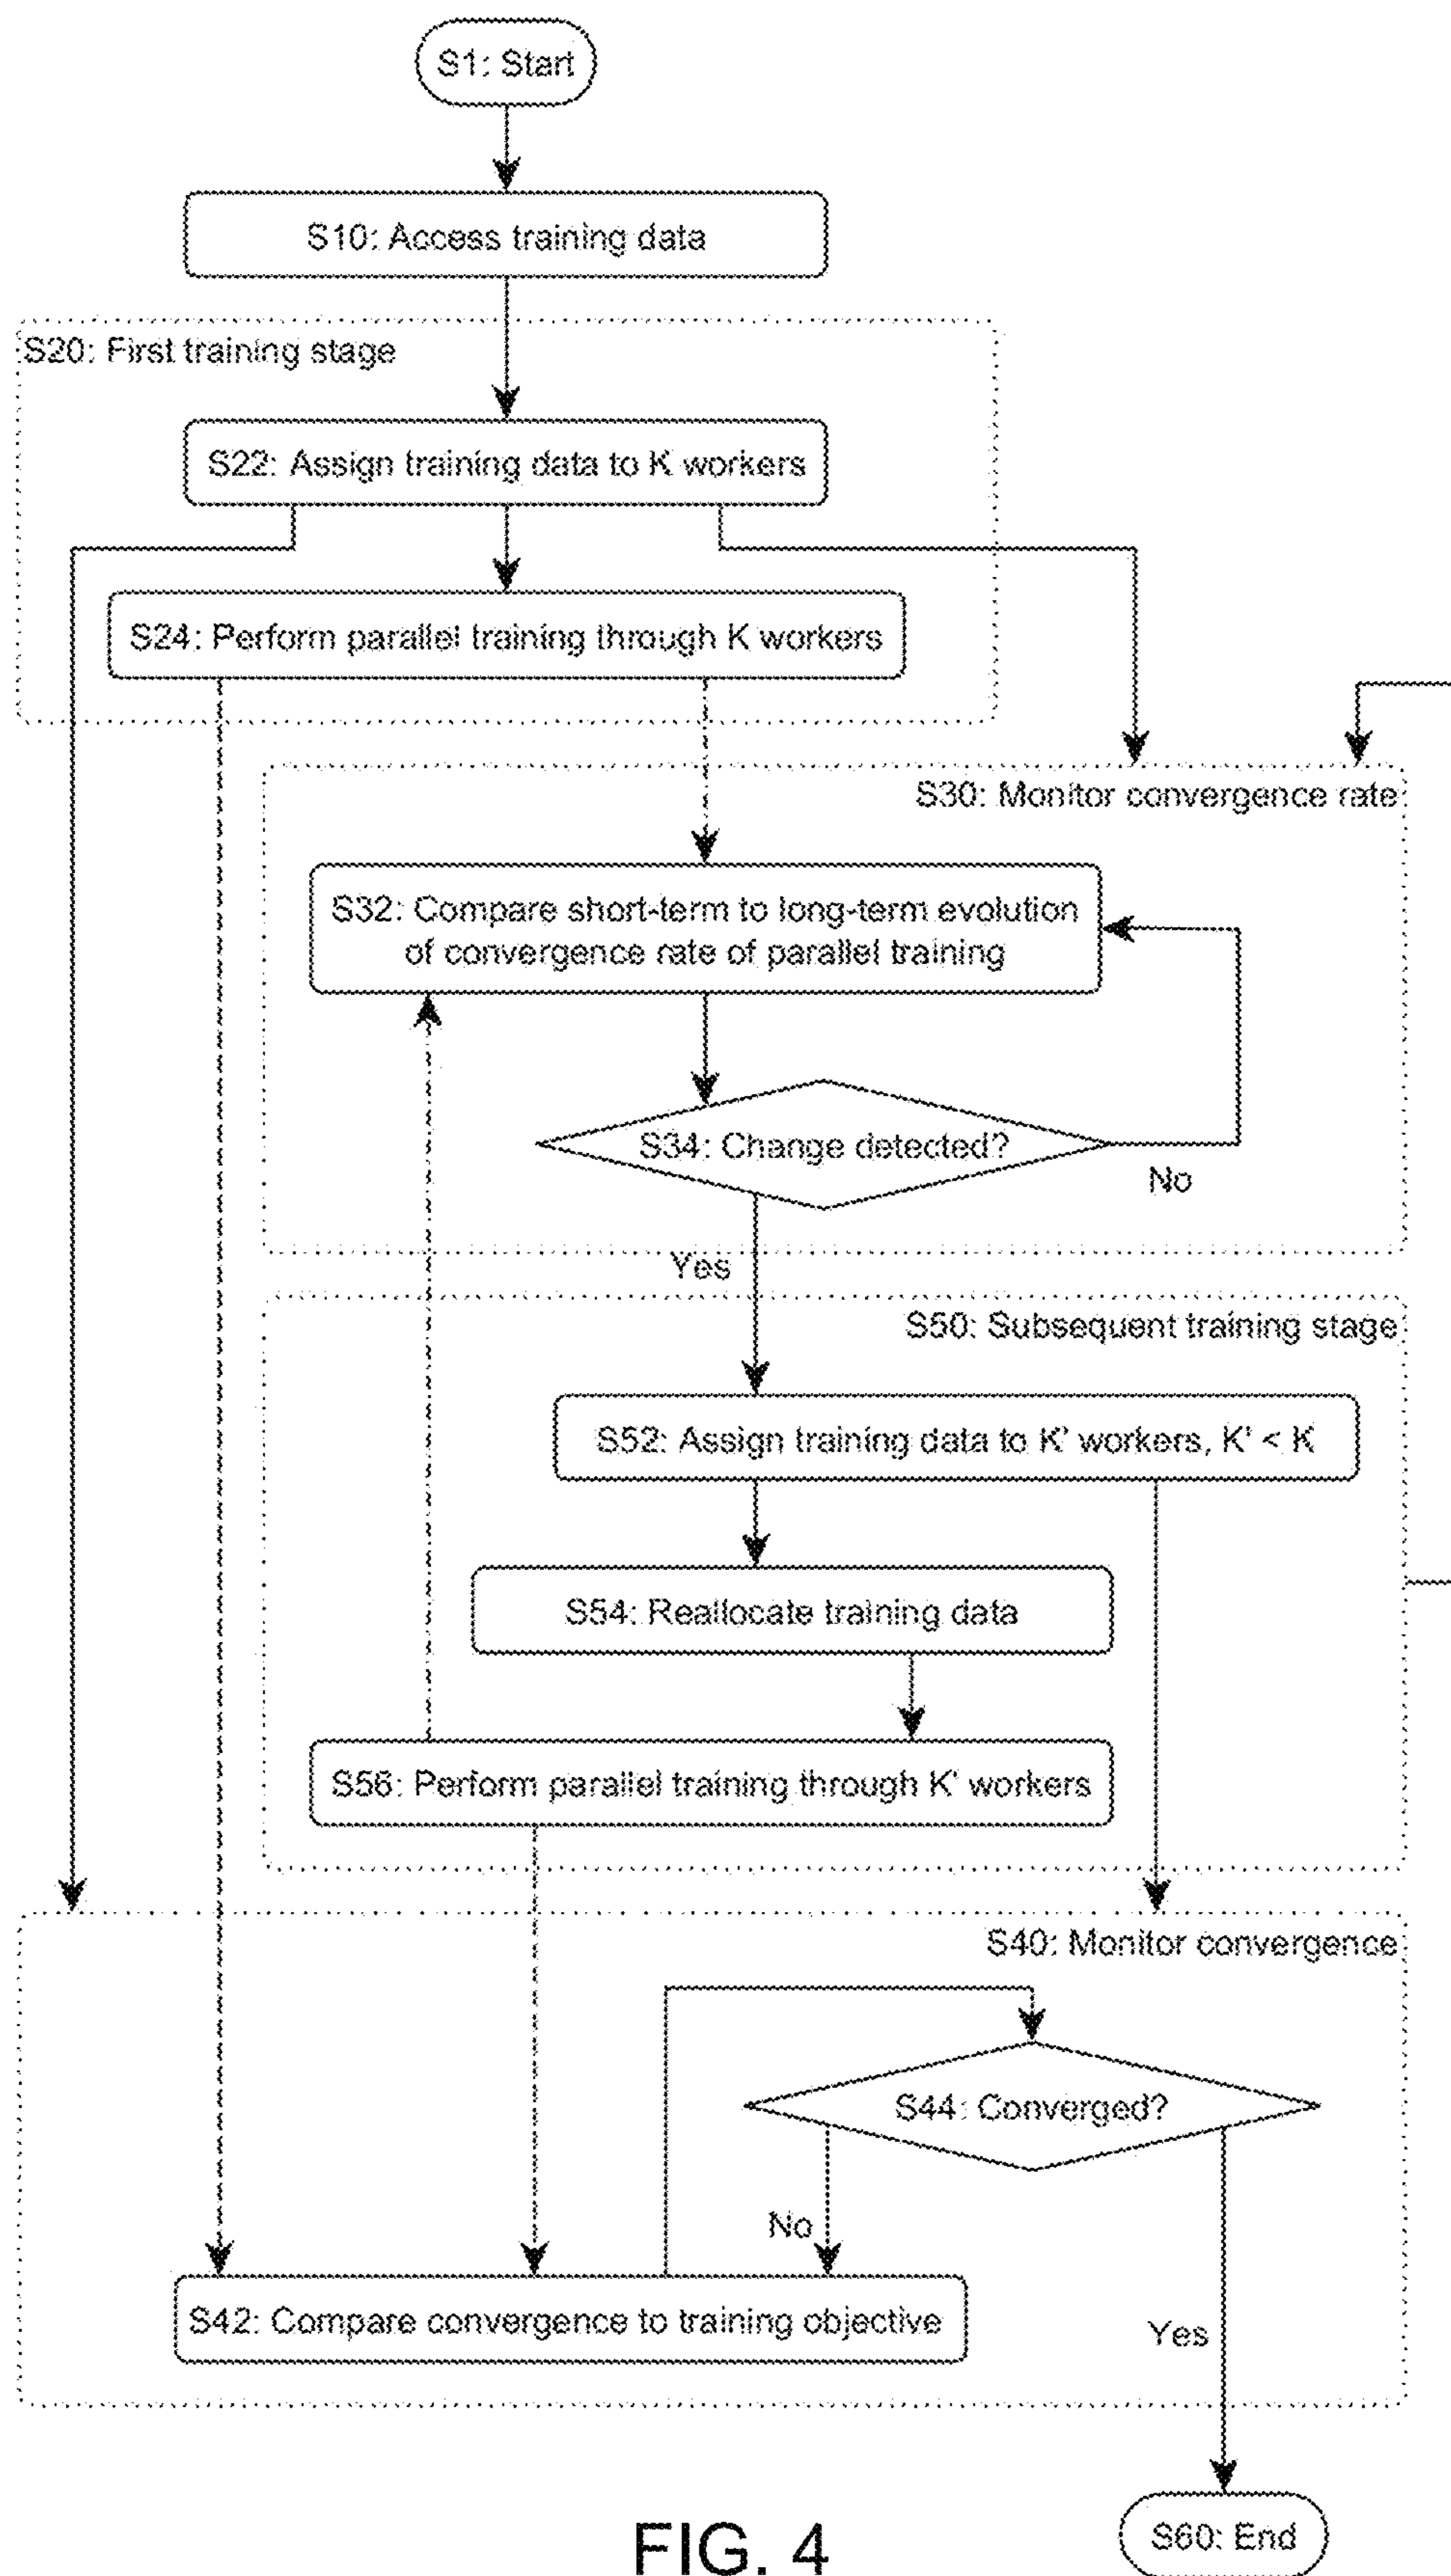 S1: Start
S10: Access training data
S20: First training stage
S22: Assign training data to K workers
S24: Perform parallel training through K workers
S30: Monitor convergence rate
S32: Compare short-term to long-term evolution
of convergence rate of parallel training
S34: Change detected?
No
Yes
S50: Subsequent training stage
S52: Assign training data to K' workers, K' < K
S54: Reallocate training data
S56: Perform parallel training through K' workers
S40: Monitor convergence
S44: Converged?
No
S42: Compare convergence to training objective
Yes
S60: End
FIG. 4